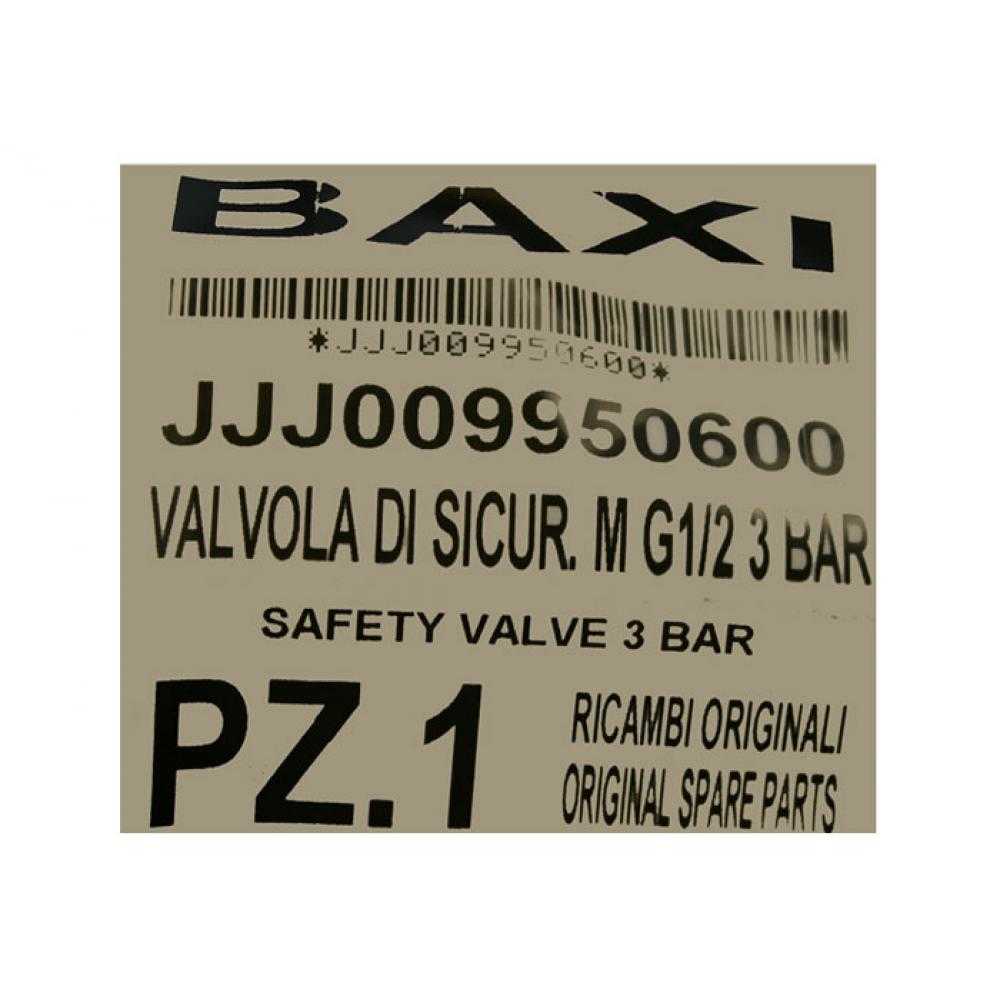 BAXI
*JJJ009950600*
JJJ009950600
VALVOLA DI SICUR. M G1/2 3 BAR
SAFETY VALVE 3 BAR
PZ.1
RICAMBI ORIGINALI
ORIGINAL SPARE PARTS